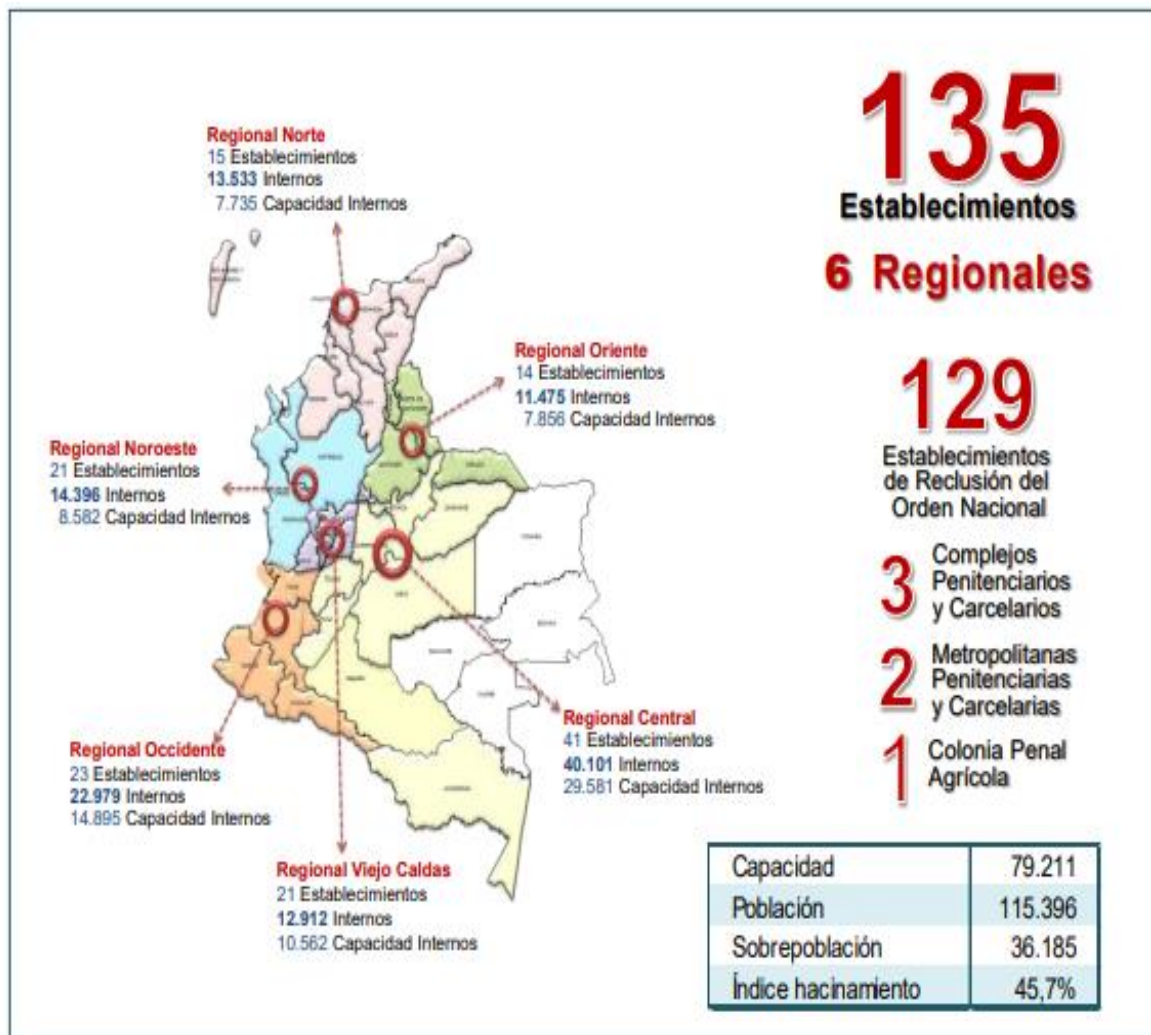 135
Establecimientos
6 Regionales
Regional Norte
15 Establecimientos
13.533 Internos
7.735 Capacidad Internos
Regional Oriente
14 Establecimientos
11.475 Internos
7.856 Capacidad Internos
Regional Noroeste
21 Establecimientos
14.396 Internos
8.582 Capacidad Internos
Regional Occidente
23 Establecimientos
22.979 Internos
14.895 Capacidad Internos
Regional Central
41 Establecimientos
40.101 Internos
29.581 Capacidad Internos
Regional Viejo Caldas
21 Establecimientos
12.912 Internos
10.562 Capacidad Internos
129
Establecimientos
de Reclusión del
Orden Nacional
3
Complejos
Penitenciarios
y Carcelarios
2
Metropolitanas
Penitenciarias
y Carcelarias
1
Colonia Penal
Agrícola
Capacidad 79.211
Población 115.396
Sobrepoblación 36.185
Índice hacinamiento 45,7%